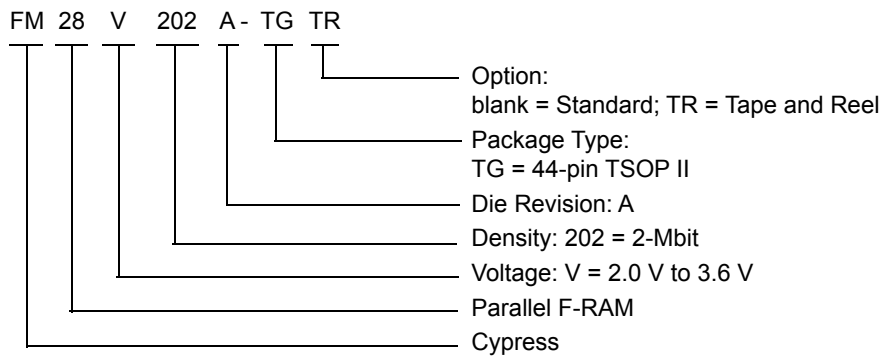 FM 28 V 202 A - TG TR
Option:
blank = Standard; TR = Tape and Reel
Package Type:
TG = 44-pin TSOP II
Die Revision: A
Density: 202 = 2-Mbit
Voltage: V = 2.0 V to 3.6 V
Parallel F-RAM
Cypress